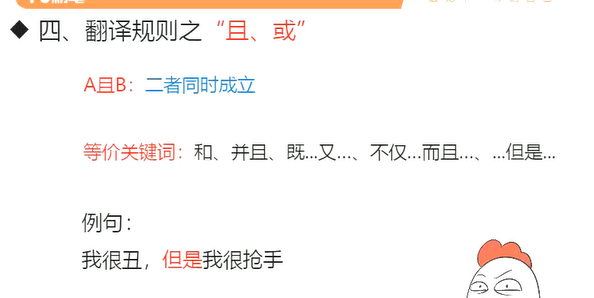 ◆ 四、翻译规则之“且、或”
A且B：二者同时成立
等价关键词：和、并且、既...又...、不仅...而且...、...但是...
例句：
我很丑，但是我很抢手